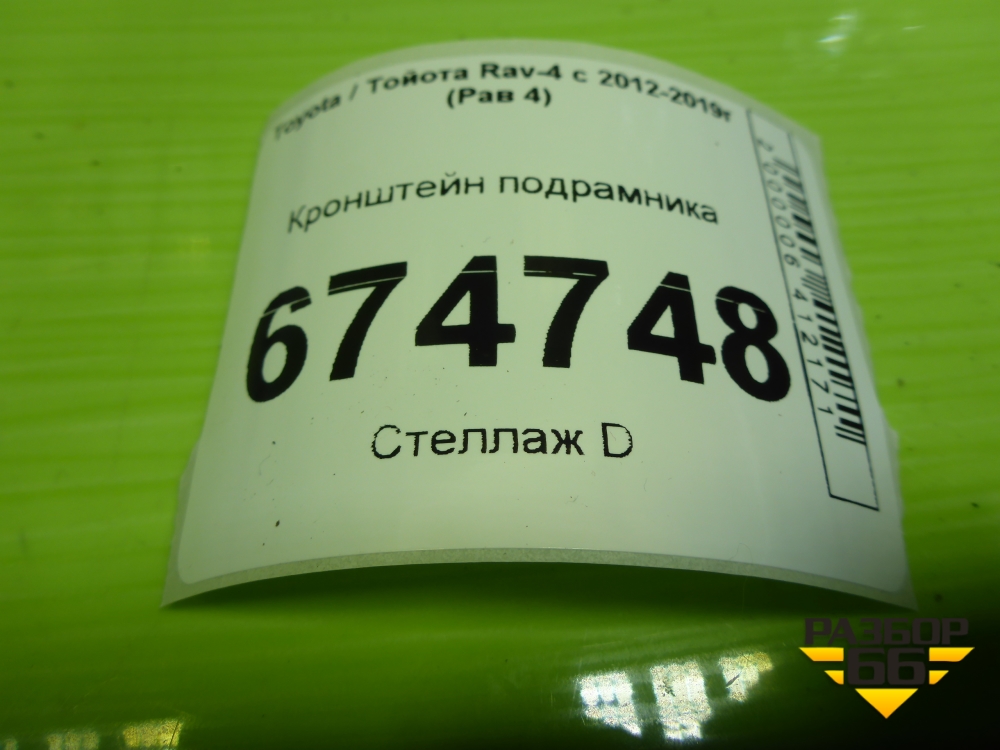 Toyota / Тойота Rav-4 с 2012-2019г
(Рав 4)
Кронштейн подрамника
674748
Стеллаж D
2000006412171
РАЗБОР
66